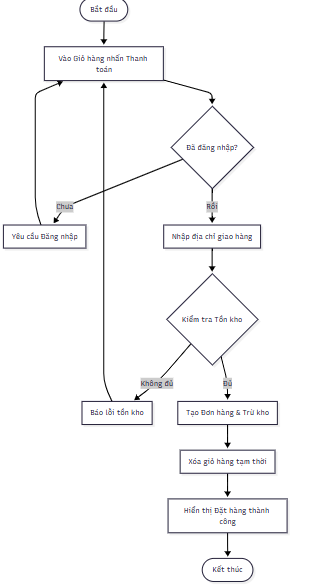 Bắt đầu
Vào Giỏ hàng nhấn Thanh
toán
Đã đăng nhập?
Chưa
Rồi
Yêu cầu Đăng nhập
Nhập địa chỉ giao hàng
Kiểm tra Tồn kho
Không đủ
Đủ
Báo lỗi tồn kho
Tạo Đơn hàng & Trừ kho
Xóa giỏ hàng tạm thời
Hiển thị Đặt hàng thành
công
Kết thúc